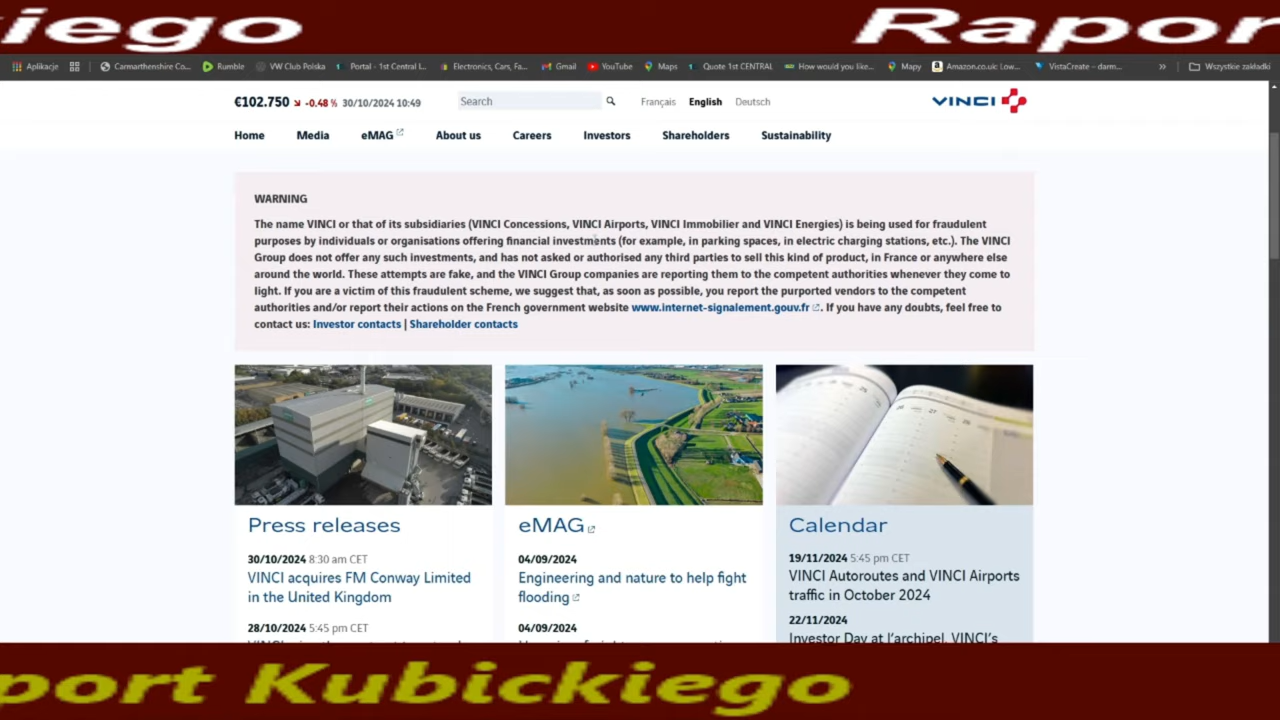 iego Rapor
Aplikacje Carmarthenshire Co... Rumble VW Club Polska Portal - 1st Central I... Electronics, Cars, Fa... Gmail YouTube Maps Quote 1st CENTRAL How would you like... Mapy Amazon.co.uk: Low... VistaCreate – darm... » Wszystkie zakładki
€102.750 -0.48 % 30/10/2024 10:49 Search Français English Deutsch VINCI
Home Media eMAG About us Careers Investors Shareholders Sustainability
WARNING
The name VINCI or that of its subsidiaries (VINCI Concessions, VINCI Airports, VINCI Immobilier and VINCI Energies) is being used for fraudulent
purposes by individuals or organisations offering financial investments (for example, in parking spaces, in electric charging stations, etc.). The VINCI
Group does not offer any such investments, and has not asked or authorised any third parties to sell this kind of product, in France or anywhere else
around the world. These attempts are fake, and the VINCI Group companies are reporting them to the competent authorities whenever they come to
light. If you are a victim of this fraudulent scheme, we suggest that, as soon as possible, you report the purported vendors to the competent
authorities and/or report their actions on the French government website www.internet-signalement.gouv.fr. If you have any doubts, feel free to
contact us: Investor contacts | Shareholder contacts
Press releases
30/10/2024 8:30 am CET
VINCI acquires FM Conway Limited
in the United Kingdom
28/10/2024 5:45 pm CET
eMAG
04/09/2024
Engineering and nature to help fight
flooding
04/09/2024
Calendar
19/11/2024 5:45 pm CET
VINCI Autoroutes and VINCI Airports
traffic in October 2024
22/11/2024
Investor Day at l'archipel, VINCI's
port Kubickiego